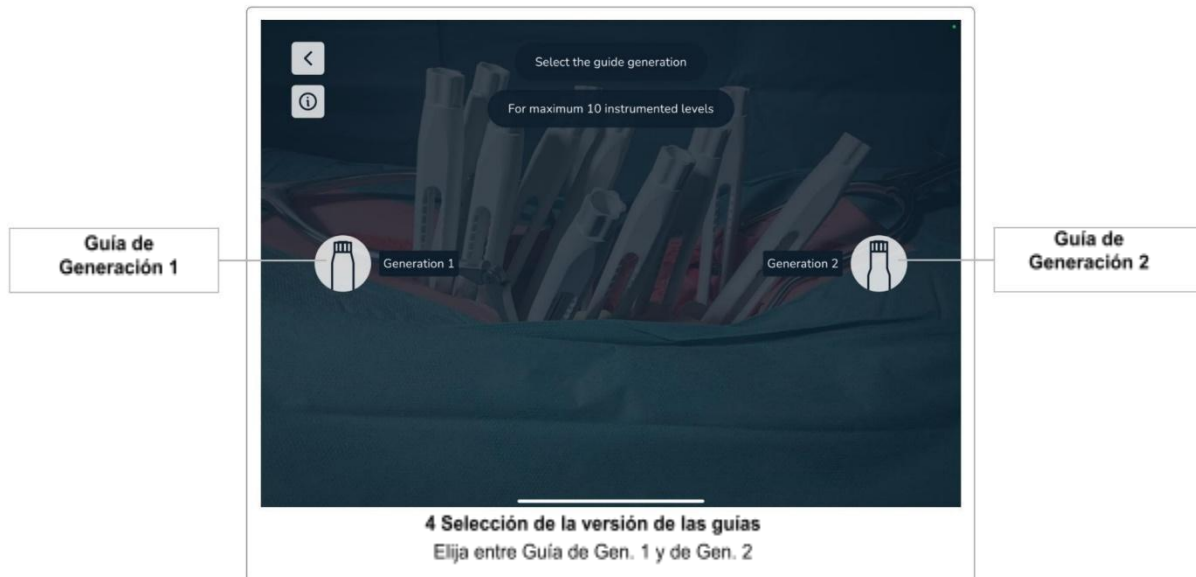 Select the guide generation
For maximum 10 instrumented levels
Guía de
Generación 1
Generation 1
Generation 2
Guía de
Generación 2
4 Selección de la versión de las guías
Elija entre Guía de Gen. 1 y de Gen. 2